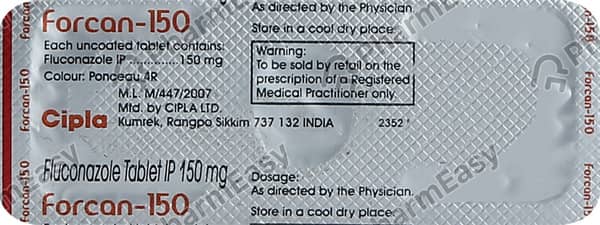 Forcan-150
Each uncoated tablet contains:
Fluconazole IP .............. 150 mg
Colour: Ponceau 4R
M.L. M/447/2007
Mfd. by CIPLA LTD.
Cipla Kumrek, Rangpo Sikkim 737 132 INDIA
Fluconazole Tablet IP 150 mg
Forcan-150
As directed by the Physician.
Store in a cool dry place.
Warning:
To be sold by retail on the
prescription of a Registered
Medical Practitioner only.
2352
Dosage:
As directed by the Physician.
Store in a cool dry place.
Forcan-150
Forcan-150
PharmEasy
PharmEasy